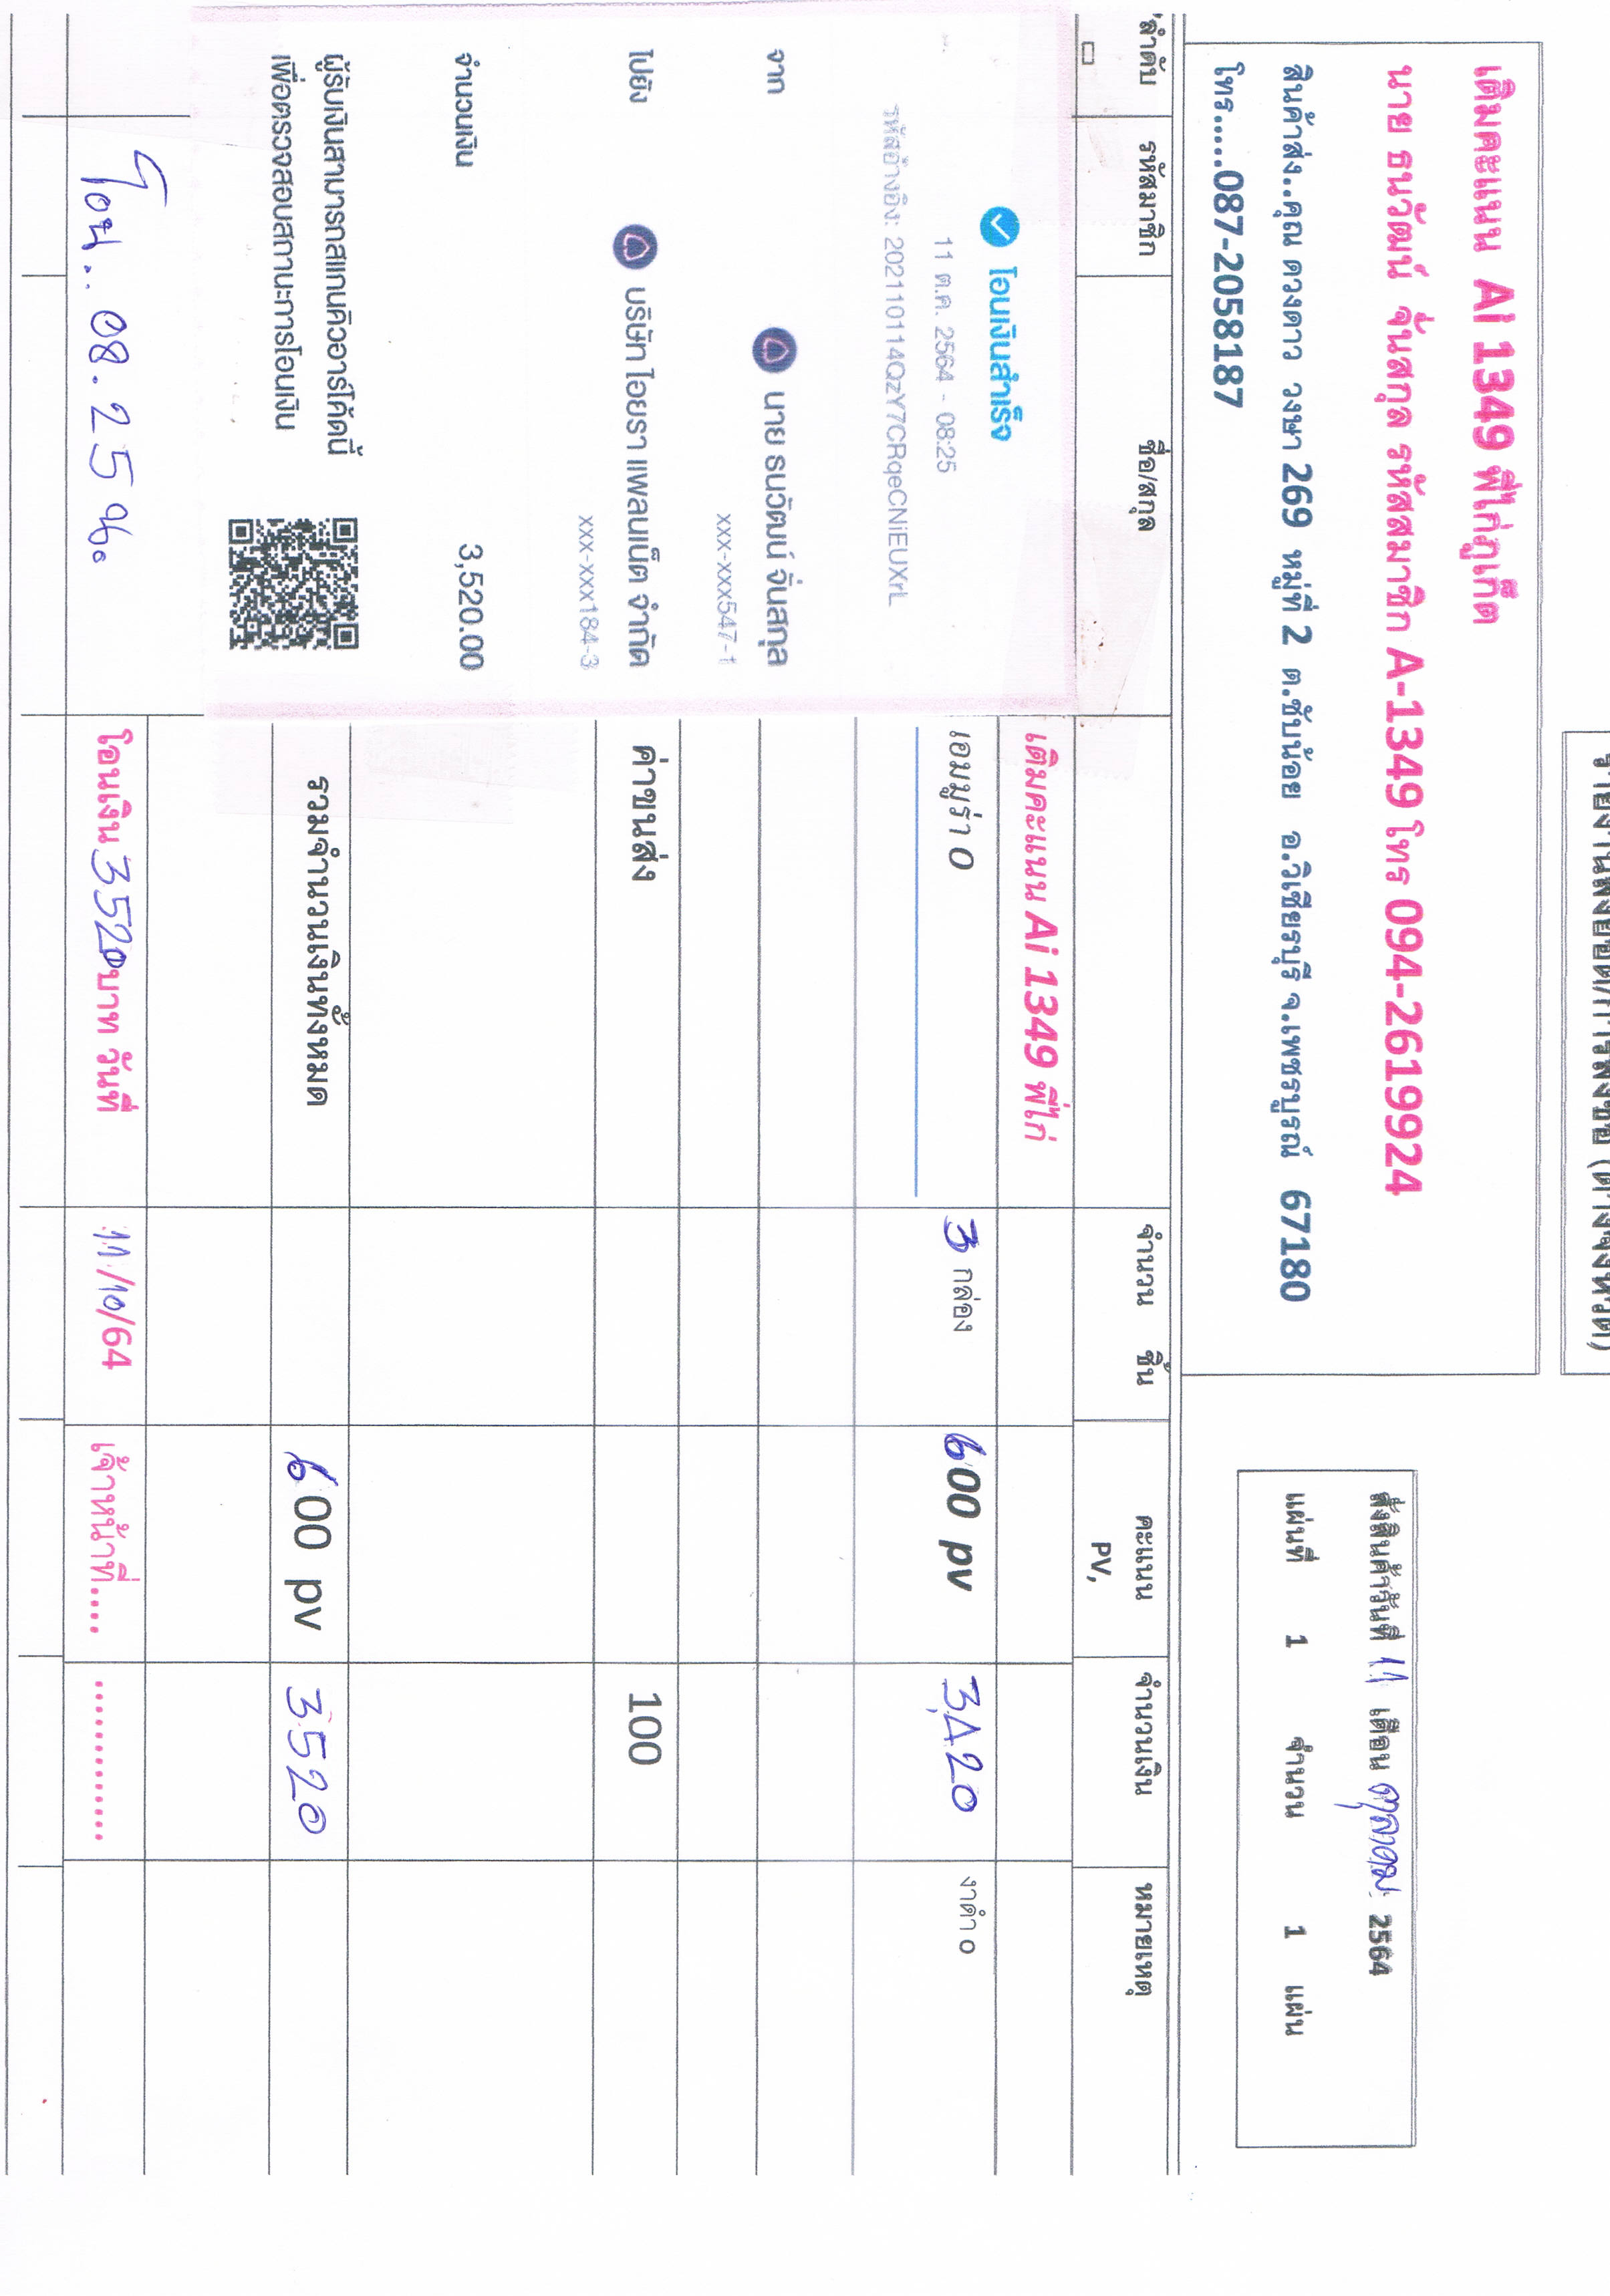 รายงานส่งยอด/การส่งซื้อ (ต่างจังหวัด)
เติมคะแนน AI 1349 พี่ไก่ภูเก็ต
นาย ธนวัฒน์ จั่นสกุล รหัสสมาชิก A-1349 โทร 094-2619924
สินค้าส่ง..คุณ ดวงดาว วงษา 269 หมู่ที่ 2 ต.ซับน้อย อ.วิเชียรบุรี จ.เพชรบูรณ์ 67180
โทร.....087-2058187
ส่งสินค้าวันที่ 11 เดือน ตุลาคม 2564
แผ่นที่ 1 จำนวน 1 แผ่น
ลำดับ รหัสมาชิก ชื่อ/สกุล จำนวน ชิ้น คะแนน PV, จำนวนเงิน หมายเหตุ
เติมคะแนน Ai 1349 พี่ไก่
เอมมูร่า O 3 กล่อง 600 pv 3,420 งาดำ o
ค่าขนส่ง 100
รวมจำนวนเงินทั้งหมด 600 pv 3520
โอนเงินสำเร็จ
11 ต.ค. 2564 - 08:25
รหัสอ้างอิง: 2021101114QzY7CRqeCNiEUXrL
จาก นาย ธนวัฒน์ จั่นสกุล
xxx-xxx547-1
ไปยัง บริษัท ไอยรา แพลนเน็ต จำกัด
xxx-xxx184-3
จำนวนเงิน 3,520.00
ผู้รับเงินสามารถสแกนคิวอาร์โค้ดนี้
เพื่อตรวจสอบสถานะการโอนเงิน
โอน..08.25 น. โอนเงิน 3520 บาท วันที่ 11/10/64 เจ้าหน้าที่.... ............